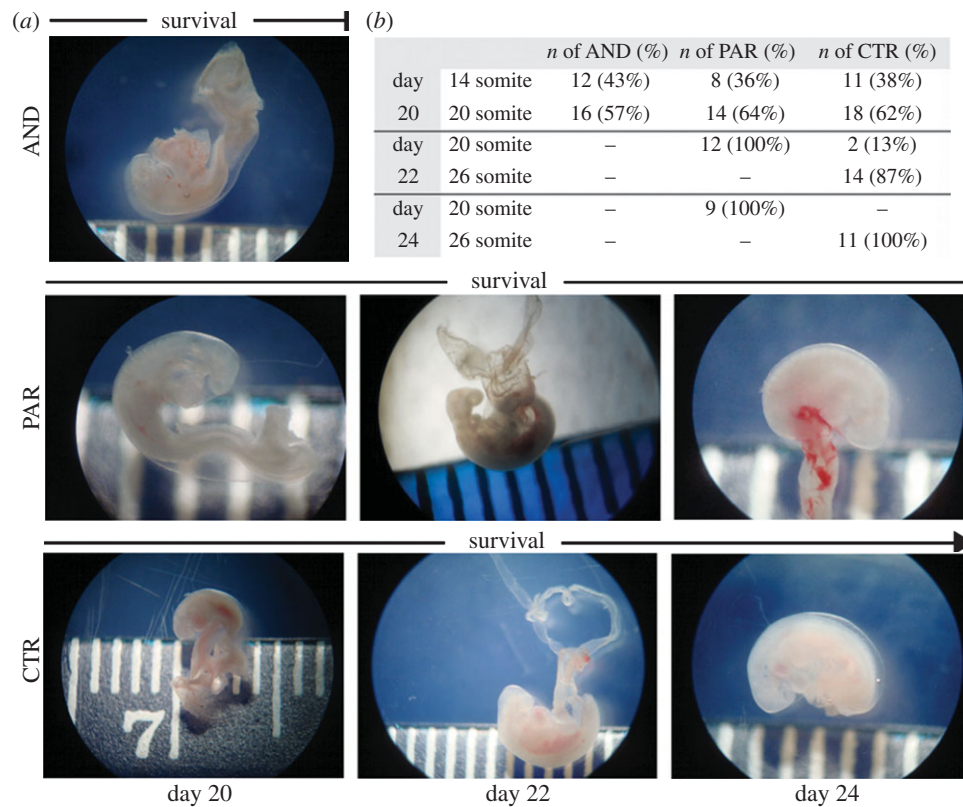 (a) survival (b)
n of AND (%) n of PAR (%) n of CTR (%)
day 14 somite 12 (43%) 8 (36%) 11 (38%)
20 20 somite 16 (57%) 14 (64%) 18 (62%)
day 20 somite – 12 (100%) 2 (13%)
22 26 somite – – 14 (87%)
day 20 somite – 9 (100%) –
24 26 somite – – 11 (100%)
AND
survival
PAR
survival
CTR
7
day 20 day 22 day 24